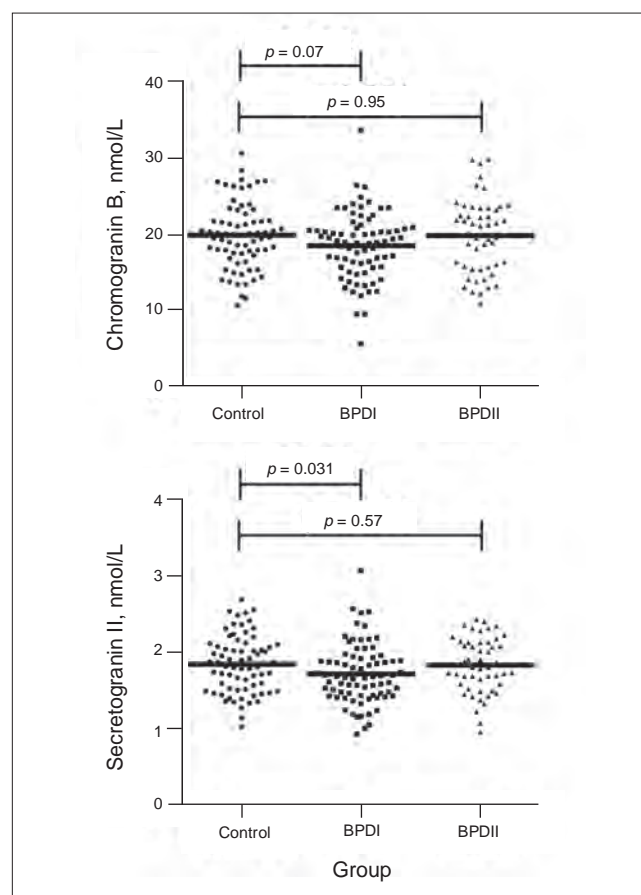 p = 0.07
40
p = 0.95
30
20
10
0
Chromogranin B, nmol/L
Control BPDI BPDII
p = 0.031
4
p = 0.57
3
2
1
0
Secretogranin II, nmol/L
Control BPDI BPDII
Group